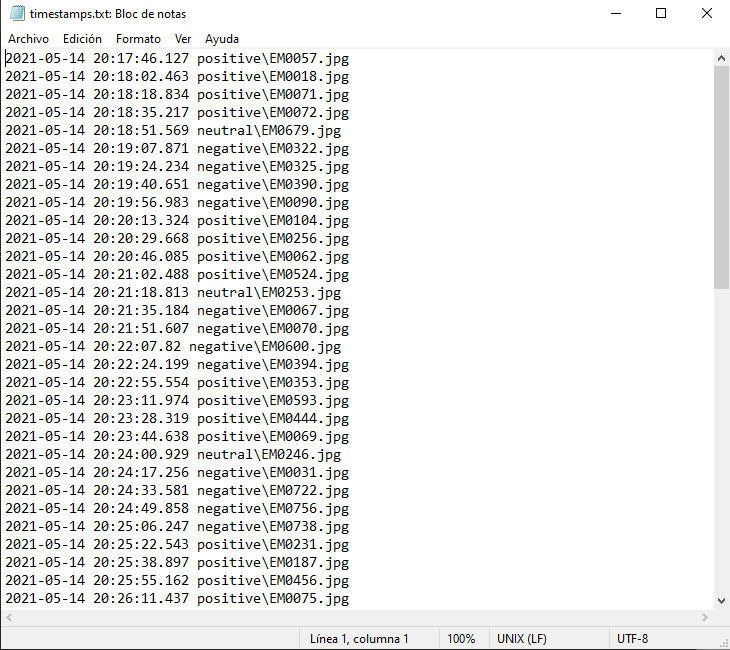 timestamps.txt: Bloc de notas
Archivo Edición Formato Ver Ayuda
2021-05-14 20:17:46.127 positive\EM0057.jpg
2021-05-14 20:18:02.463 positive\EM0018.jpg
2021-05-14 20:18:18.834 positive\EM0071.jpg
2021-05-14 20:18:35.217 positive\EM0072.jpg
2021-05-14 20:18:51.569 neutral\EM0679.jpg
2021-05-14 20:19:07.871 negative\EM0322.jpg
2021-05-14 20:19:24.234 negative\EM0325.jpg
2021-05-14 20:19:40.651 negative\EM0390.jpg
2021-05-14 20:19:56.983 negative\EM0090.jpg
2021-05-14 20:20:13.324 positive\EM0104.jpg
2021-05-14 20:20:29.668 positive\EM0256.jpg
2021-05-14 20:20:46.085 positive\EM0062.jpg
2021-05-14 20:21:02.488 positive\EM0524.jpg
2021-05-14 20:21:18.813 neutral\EM0253.jpg
2021-05-14 20:21:35.184 negative\EM0067.jpg
2021-05-14 20:21:51.607 negative\EM0070.jpg
2021-05-14 20:22:07.82 negative\EM0600.jpg
2021-05-14 20:22:24.199 negative\EM0394.jpg
2021-05-14 20:22:55.554 positive\EM0353.jpg
2021-05-14 20:23:11.974 positive\EM0593.jpg
2021-05-14 20:23:28.319 positive\EM0444.jpg
2021-05-14 20:23:44.638 positive\EM0069.jpg
2021-05-14 20:24:00.929 neutral\EM0246.jpg
2021-05-14 20:24:17.256 negative\EM0031.jpg
2021-05-14 20:24:33.581 negative\EM0722.jpg
2021-05-14 20:24:49.858 negative\EM0756.jpg
2021-05-14 20:25:06.247 negative\EM0738.jpg
2021-05-14 20:25:22.543 positive\EM0231.jpg
2021-05-14 20:25:38.897 positive\EM0187.jpg
2021-05-14 20:25:55.162 positive\EM0456.jpg
2021-05-14 20:26:11.437 positive\EM0075.jpg
Línea 1, columna 1 100% UNIX (LF) UTF-8